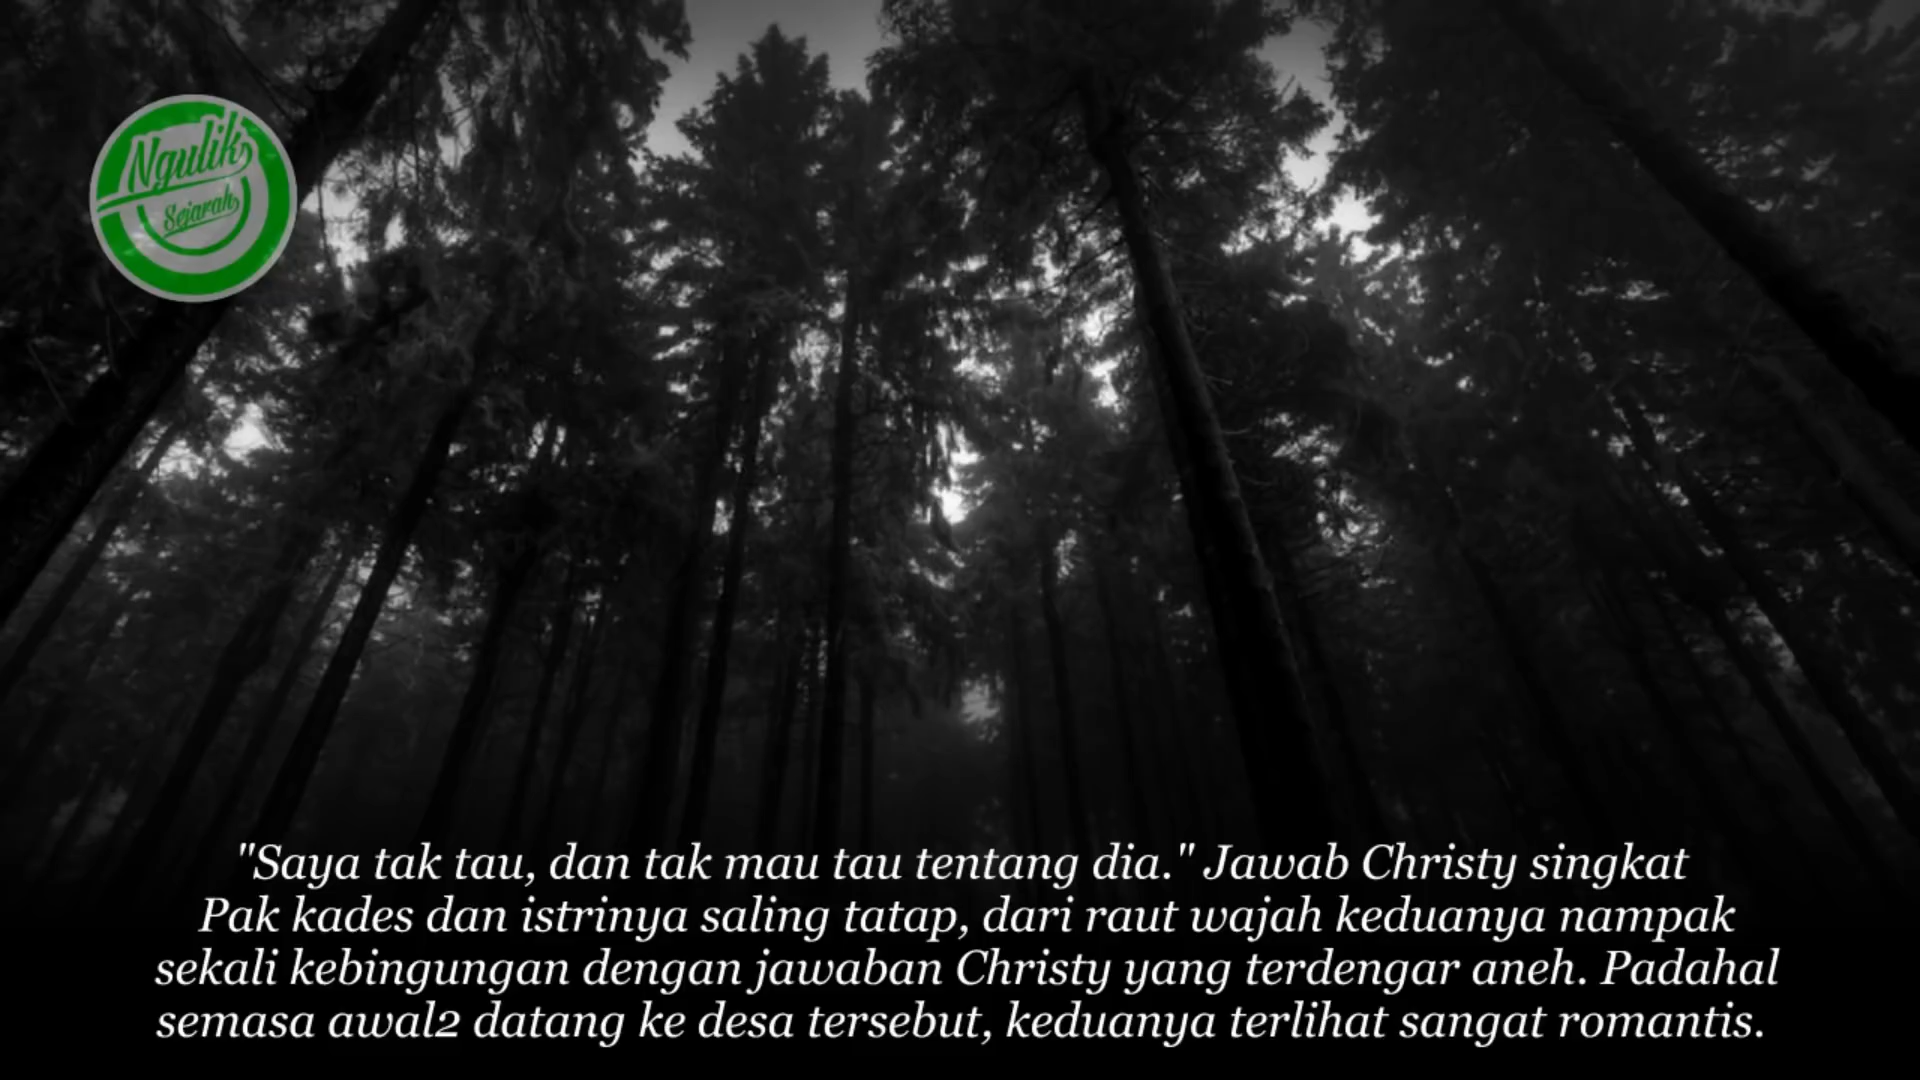 Ngulik
Sejarah
"Saya tak tau, dan tak mau tau tentang dia." Jawab Christy singkat
Pak kades dan istrinya saling tatap, dari raut wajah keduanya nampak
sekali kebingungan dengan jawaban Christy yang terdengar aneh. Padahal
semasa awal2 datang ke desa tersebut, keduanya terlihat sangat romantis.